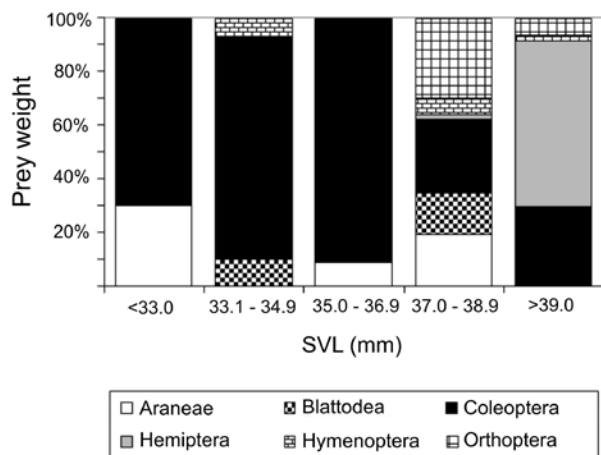 100%
80%
60%
40%
20%
Prey weight
<33.0 33.1 - 34.9 35.0 - 36.9 37.0 - 38.9 >39.0
SVL (mm)
Araneae Blattodea Coleoptera
Hemiptera Hymenoptera Orthoptera